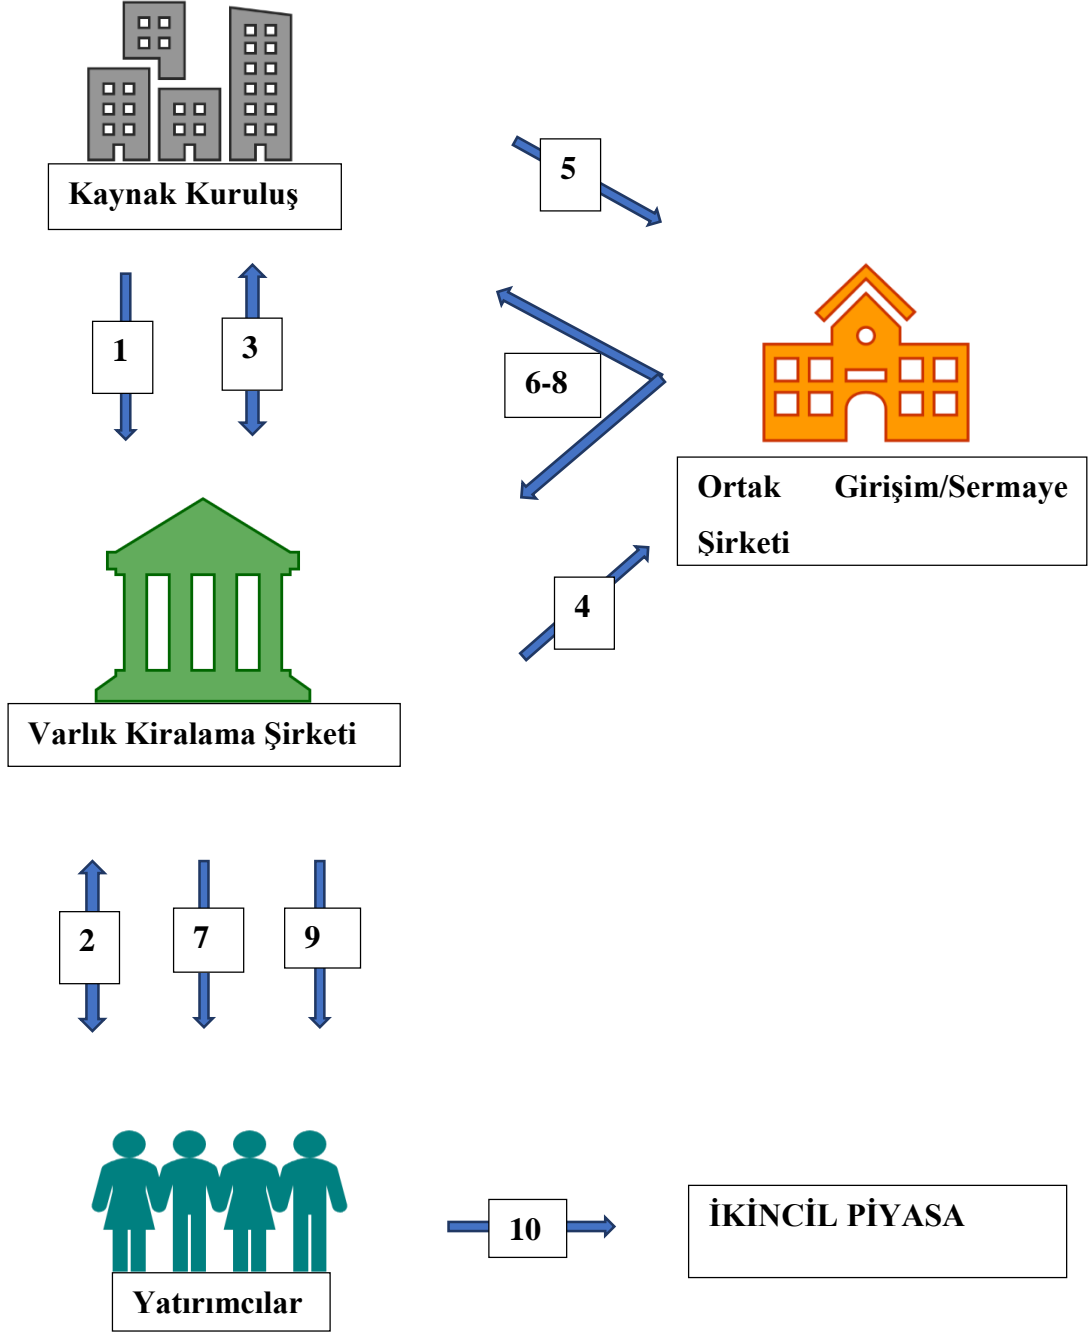 Kaynak Kuruluş
5
1
3
6-8
Ortak Girişim/Sermaye
Şirketi
4
Varlık Kiralama Şirketi
2
7
9
10
İKİNCİL PİYASA
Yatırımcılar